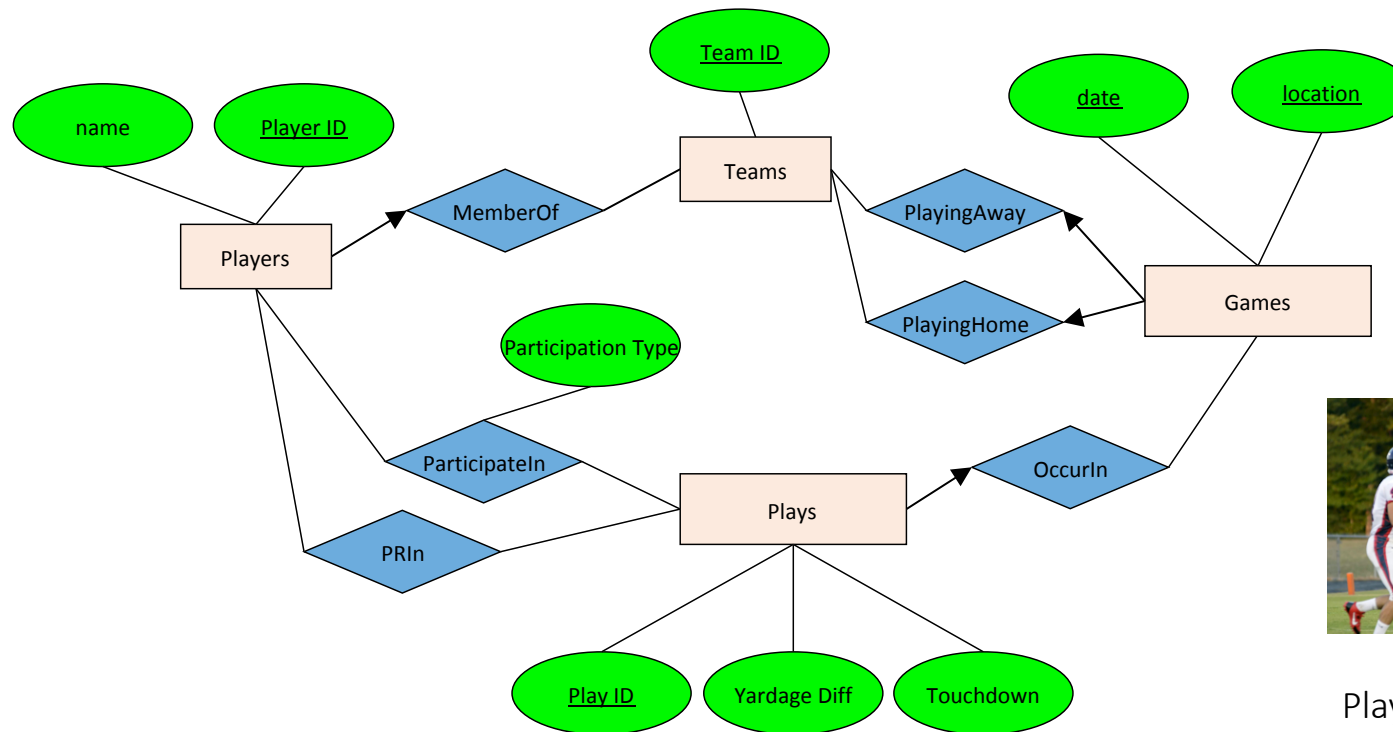 Team ID
date
location
name
Player ID
Teams
MemberOf
PlayingAway
Players
Games
PlayingHome
Participation Type
ParticipateIn
OccurIn
Plays
PRIn
Play ID
Yardage Diff
Touchdown